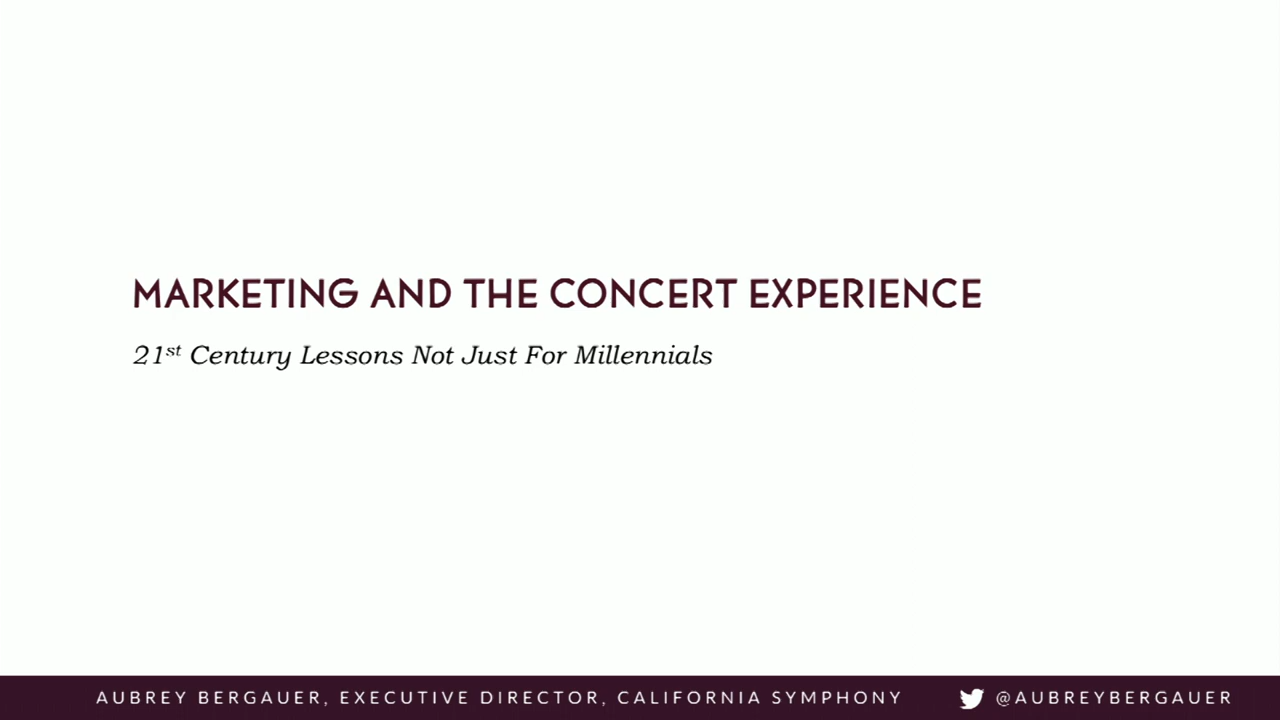 MARKETING AND THE CONCERT EXPERIENCE
21st Century Lessons Not Just For Millennials
AUBREY BERGAUER, EXECUTIVE DIRECTOR, CALIFORNIA SYMPHONY @AUBREYBERGAUER